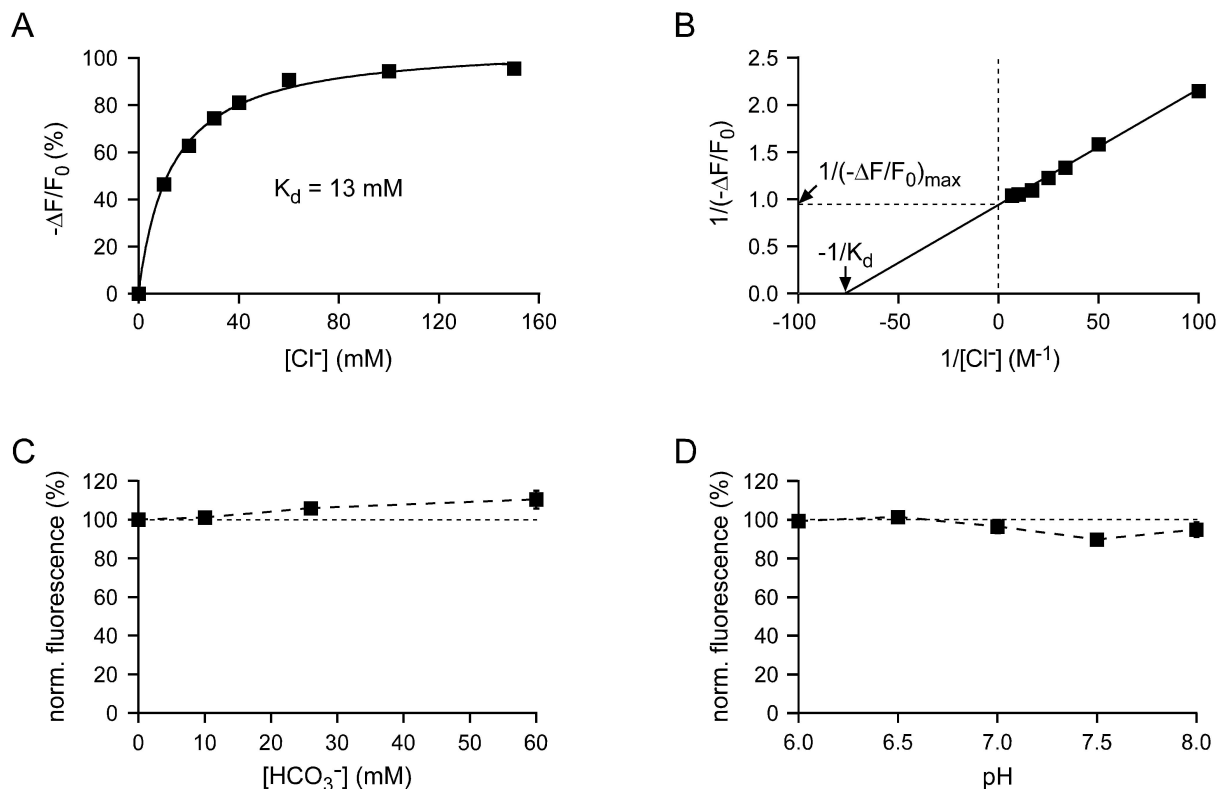 A
-ΔF/F₀ (%)
100
80
60
40
20
0
K_d = 13 mM
0 40 80 120 160
[Cl⁻] (mM)
B
1/(-ΔF/F₀)
2.5
2.0
1.5
1.0
0.5
0.0
1/(-ΔF/F₀)max
-1/K_d
-100 -50 0 50 100
1/[Cl⁻] (M⁻¹)
C
norm. fluorescence (%)
120
100
80
60
40
20
0
0 10 20 30 40 50 60
[HCO₃⁻] (mM)
D
norm. fluorescence (%)
120
100
80
60
40
20
0
6.0 6.5 7.0 7.5 8.0
pH